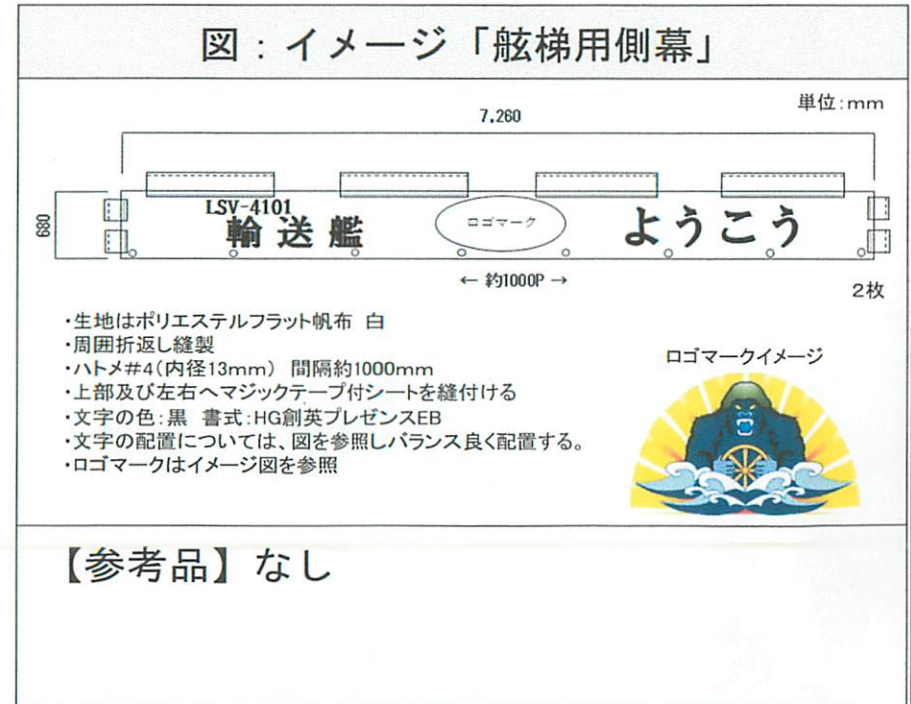 図：イメージ「舷梯用側幕」
単位：mm
7,260
680
LSV-4101
輸送艦
ロゴマーク
ようこう
← 約1000P →
2枚
・生地はポリエステルフラット帆布 白
・周囲折返し縫製
・ハトメ#4(内径13mm) 間隔約1000mm
・上部及び左右へマジックテープ付シートを縫付ける
・文字の色：黒 書式：HG創英プレゼンスEB
・文字の配置については、図を参照しバランス良く配置する。
・ロゴマークはイメージ図を参照
ロゴマークイメージ
【参考品】なし